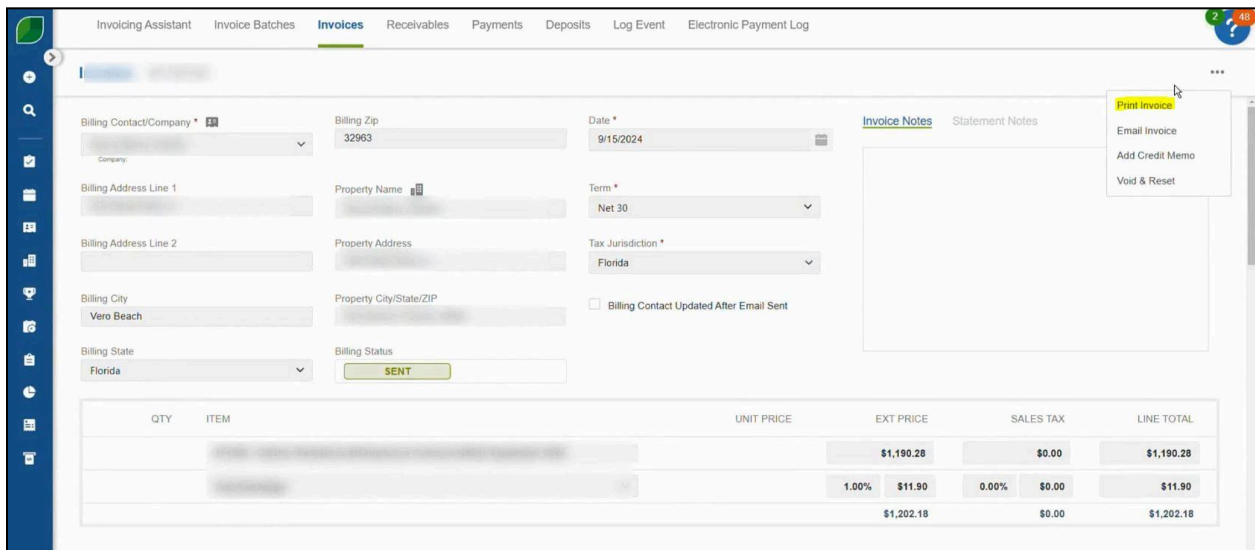 Invoicing Assistant Invoice Batches Invoices Receivables Payments Deposits Log Event Electronic Payment Log
2 48
?
•••
Print Invoice
Email Invoice
Add Credit Memo
Void & Reset
Billing Contact/Company *
Company:
Billing Zip
32963
Date *
9/15/2024
Invoice Notes Statement Notes
Billing Address Line 1
Property Name
Term *
Net 30
Billing Address Line 2
Property Address
Tax Jurisdiction *
Florida
Billing City
Vero Beach
Property City/State/ZIP
Billing Contact Updated After Email Sent
Billing State
Florida
Billing Status
SENT
QTY ITEM UNIT PRICE EXT PRICE SALES TAX LINE TOTAL
$1,190.28 $0.00 $1,190.28
1.00% $11.90 0.00% $0.00 $11.90
$1,202.18 $0.00 $1,202.18